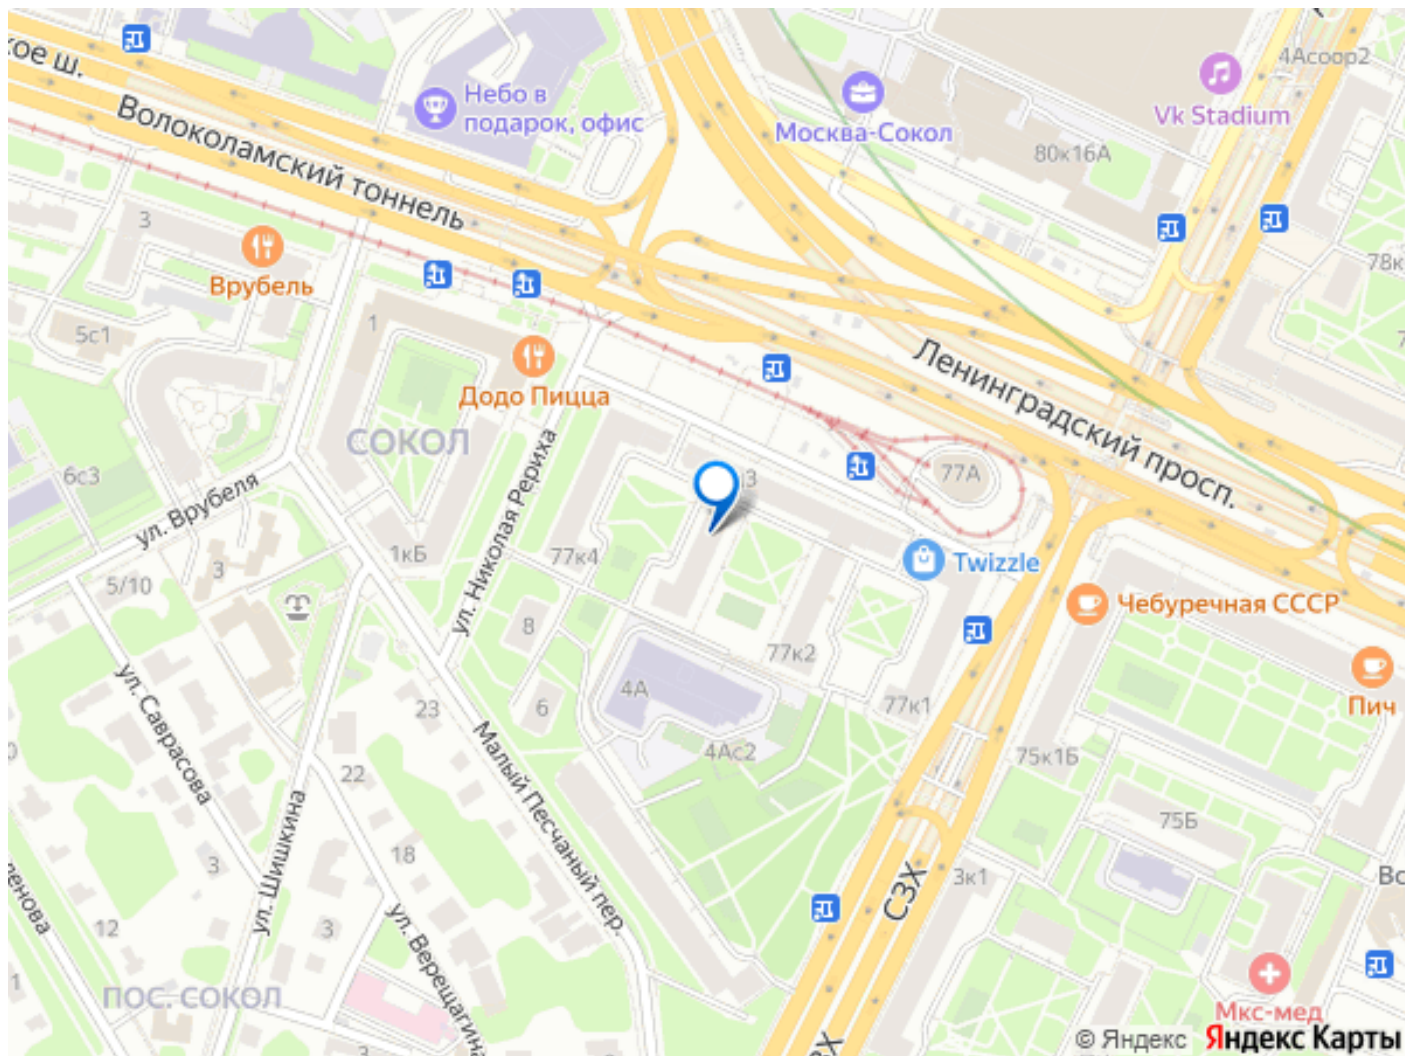 кое ш.
4Асоор2
Небо в
подарок, офис
Vk Stadium
Волоколамский тоннель
Москва-Сокол
80к16А
3
78к
Врубель
5с1
1
Ленинградский просп.
Додо Пицца
СОКОЛ
6с3
77А
ул. Врубеля
ул. Николая Рериха
1кБ
77к4
Twizzle
3
5/10
Чебуречная СССР
8
77к2
4А
ул. Саврасова
23
6
77к1
Пич
Малый Песчаный пер.
4Ас2
75к1Б
22
75Б
ул. Шишкина
18
3
3к1
СЗХ
12
3
ул. Верещагина
ПОС. СОКОЛ
1
Мкс-мед
3
© Яндекс Яндекс Карты